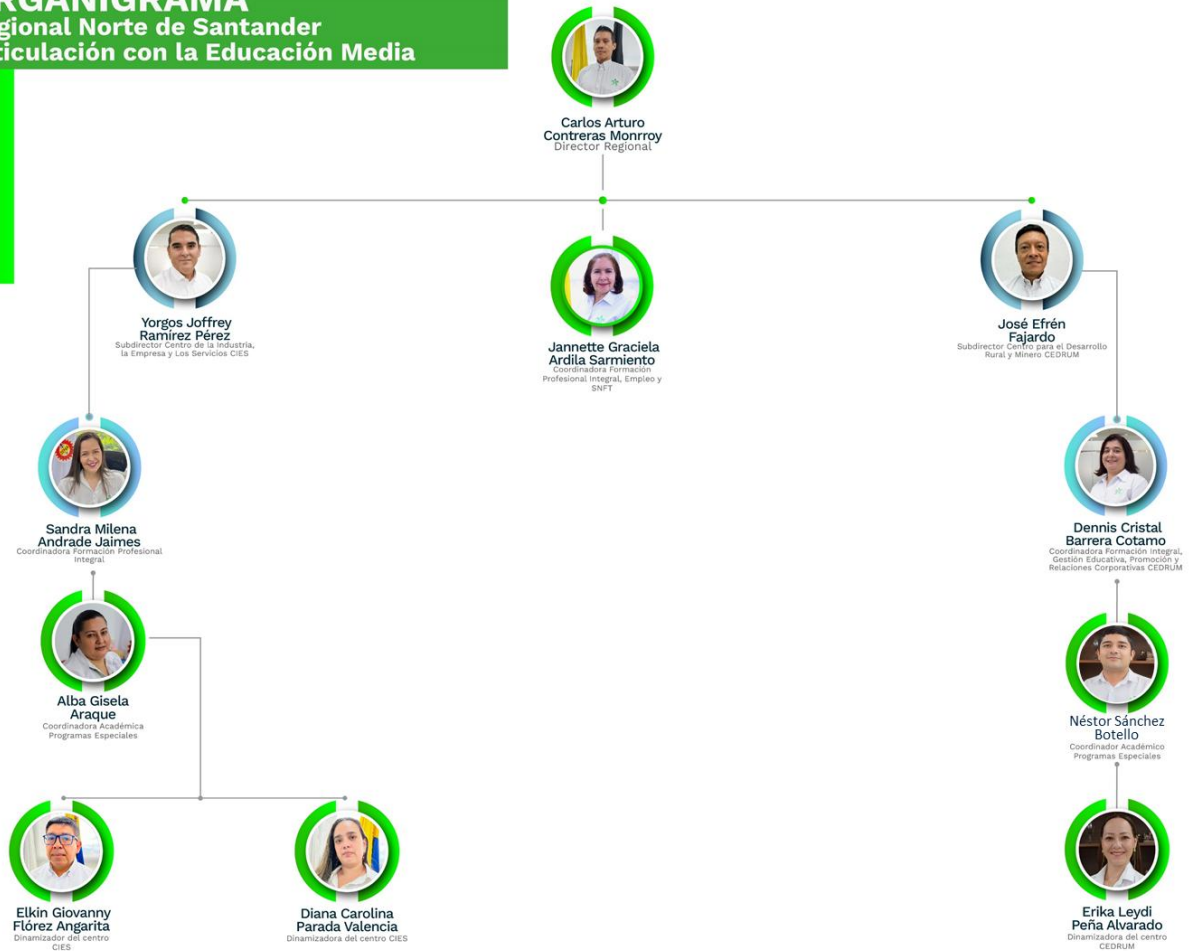 RGANIGRAMA
gional Norte de Santander
ticulación con la Educación Media
Carlos Arturo
Contreras Monrroy
Director Regional
Yorgos Joffrey
Ramírez Pérez
Subdirector Centro de la Industria,
la Empresa y Los Servicios CIES
Jannette Graciela
Ardila Sarmiento
Coordinadora Formación
Profesional Integral, Empleo y
SNFT
José Efrén
Fajardo
Subdirector Centro para el Desarrollo
Rural y Minero CEDRUM
Sandra Milena
Andrade Jaimes
Coordinadora Formación Profesional
Integral
Dennis Cristal
Barrera Cotamo
Coordinadora Formación Integral,
Gestión Educativa, Promoción y
Relaciones Corporativas CEDRUM
Alba Gisela
Araque
Coordinadora Académica
Programas Especiales
Néstor Sánchez
Botello
Coordinador Académico
Programas Especiales
Elkin Giovanny
Flórez Angarita
Dinamizador del centro
CIES
Diana Carolina
Parada Valencia
Dinamizadora del centro CIES
Erika Leydi
Peña Alvarado
Dinamizadora del centro
CEDRUM